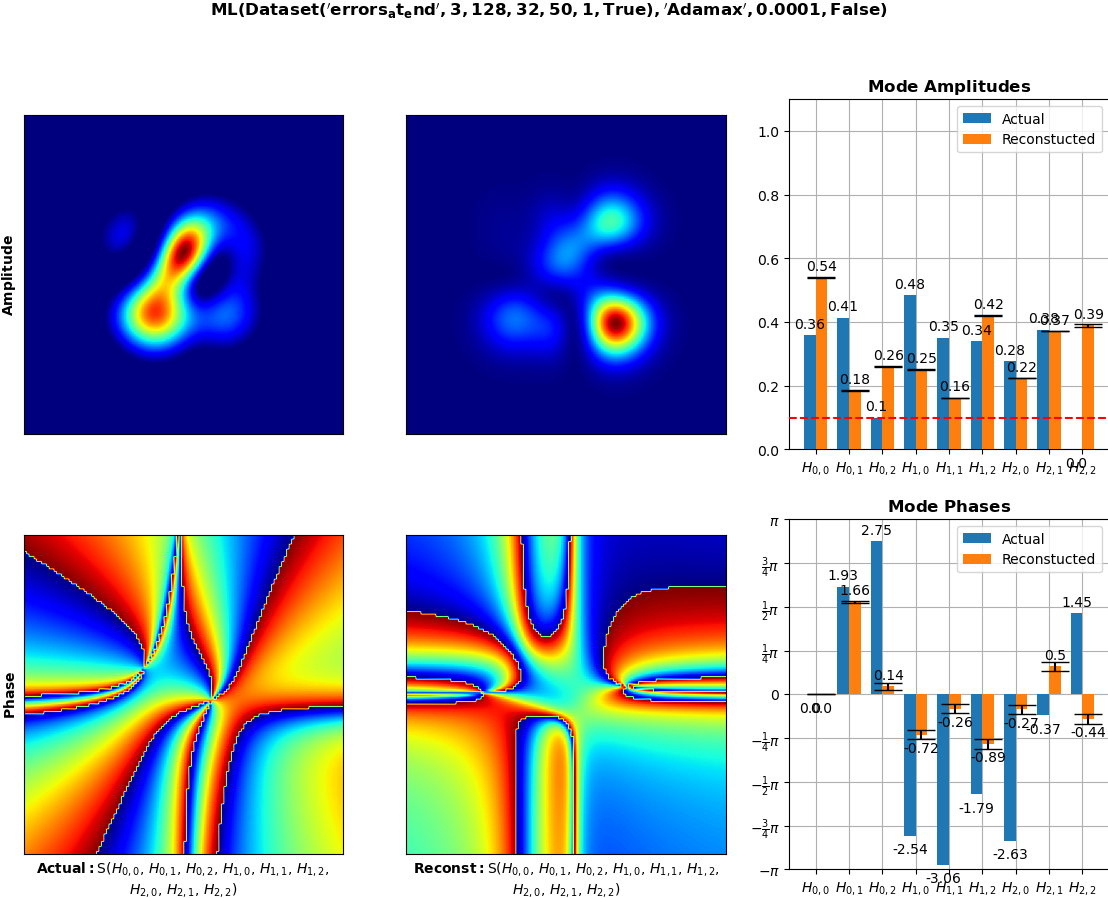 ML(Dataset('errors_at_end', 3, 128, 32, 50, 1, True), 'Adamax', 0.0001, False)
Amplitude
Mode Amplitudes
Actual
Reconstucted
1.0
0.8
0.6
0.4
0.2
0.0
0.36 0.54 0.41 0.18 0.1 0.26 0.48 0.25 0.35 0.16 0.34 0.42 0.28 0.22 0.38 0.37 0.0 0.39
H0,0 H0,1 H0,2 H1,0 H1,1 H1,2 H2,0 H2,1 H2,2
Phase
Actual: S(H0,0, H0,1, H0,2, H1,0, H1,1, H1,2,
H2,0, H2,1, H2,2)
Reconst: S(H0,0, H0,1, H0,2, H1,0, H1,1, H1,2,
H2,0, H2,1, H2,2)
Mode Phases
Actual
Reconstucted
π
3/4π
1/2π
1/4π
0
−1/4π
−1/2π
−3/4π
−π
0.0 0.0 1.93 1.66 2.75 0.14 -2.54 -0.72 -3.06 -0.26 -1.79 -0.89 -2.63 -0.27 -0.37 0.5 1.45 -0.44
H0,0 H0,1 H0,2 H1,0 H1,1 H1,2 H2,0 H2,1 H2,2